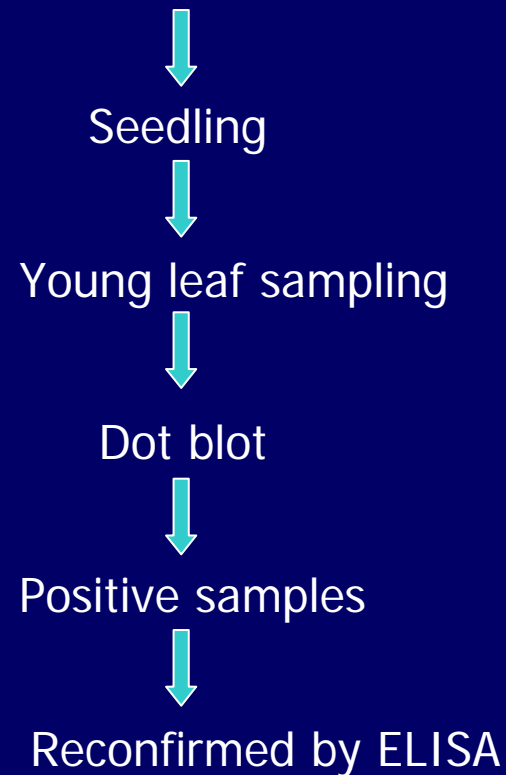 Seedling
Young leaf sampling
Dot blot
Positive samples
Reconfirmed by ELISA